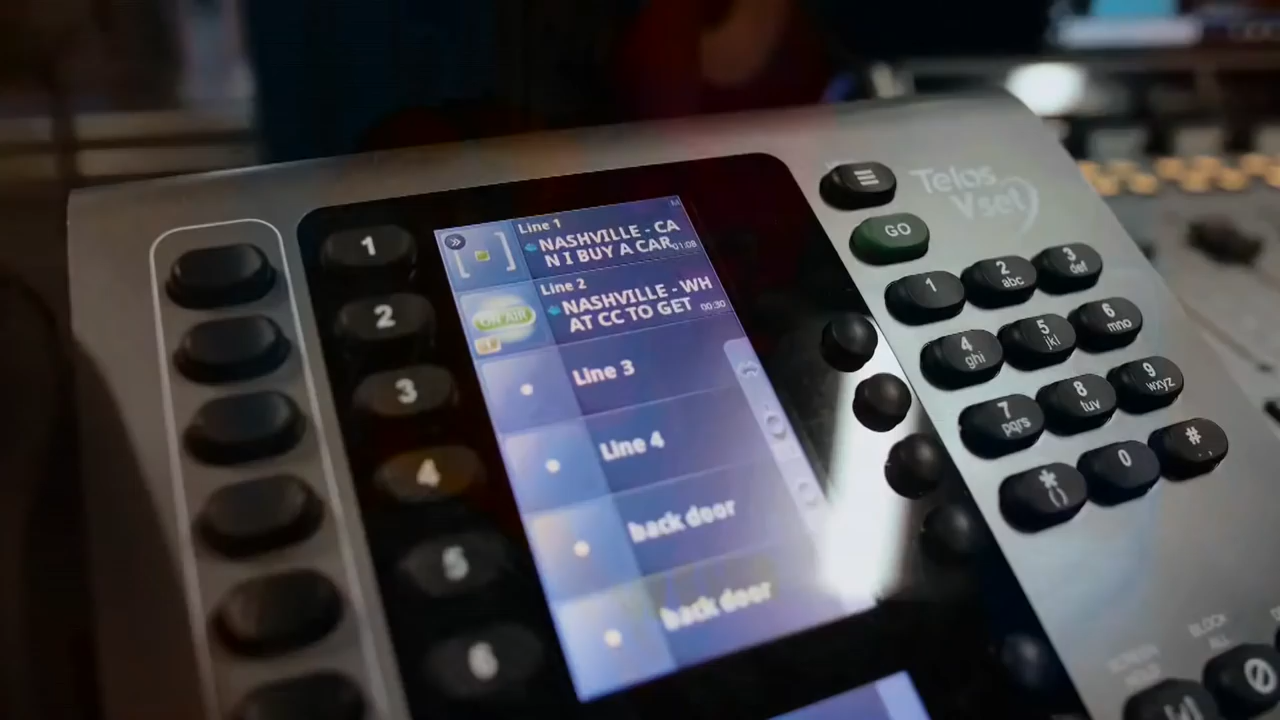 Telos
Vset
Line 1
NASHVILLE - CA
N I BUY A CAR
01:08
ON AIR
Line 2
NASHVILLE - WH
AT CC TO GET
00:30
Line 3
Line 4
back door
back door
1
2
3
4
5
6
GO
1
2
abc
3
def
4
ghi
5
jkl
6
mno
7
pqrs
8
tuv
9
wxyz
*
()
0
#
BLOCK
ALL